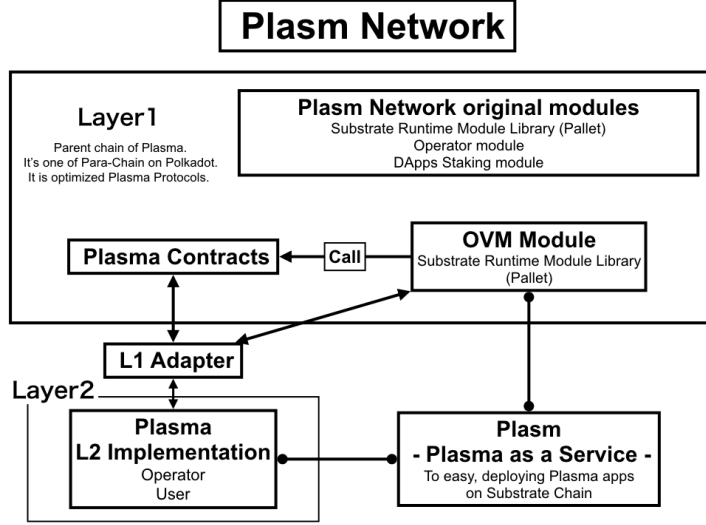 Plasm Network
Layer1
Parent chain of Plasma.
It's one of Para-Chain on Polkadot.
It is optimized Plasma Protocols.
Plasm Network original modules
Substrate Runtime Module Library (Pallet)
Operator module
DApps Staking module
Plasma Contracts
Call
OVM Module
Substrate Runtime Module Library
(Pallet)
L1 Adapter
Layer2
Plasma
L2 Implementation
Operator
User
Plasm
- Plasma as a Service -
To easy, deploying Plasma apps
on Substrate Chain